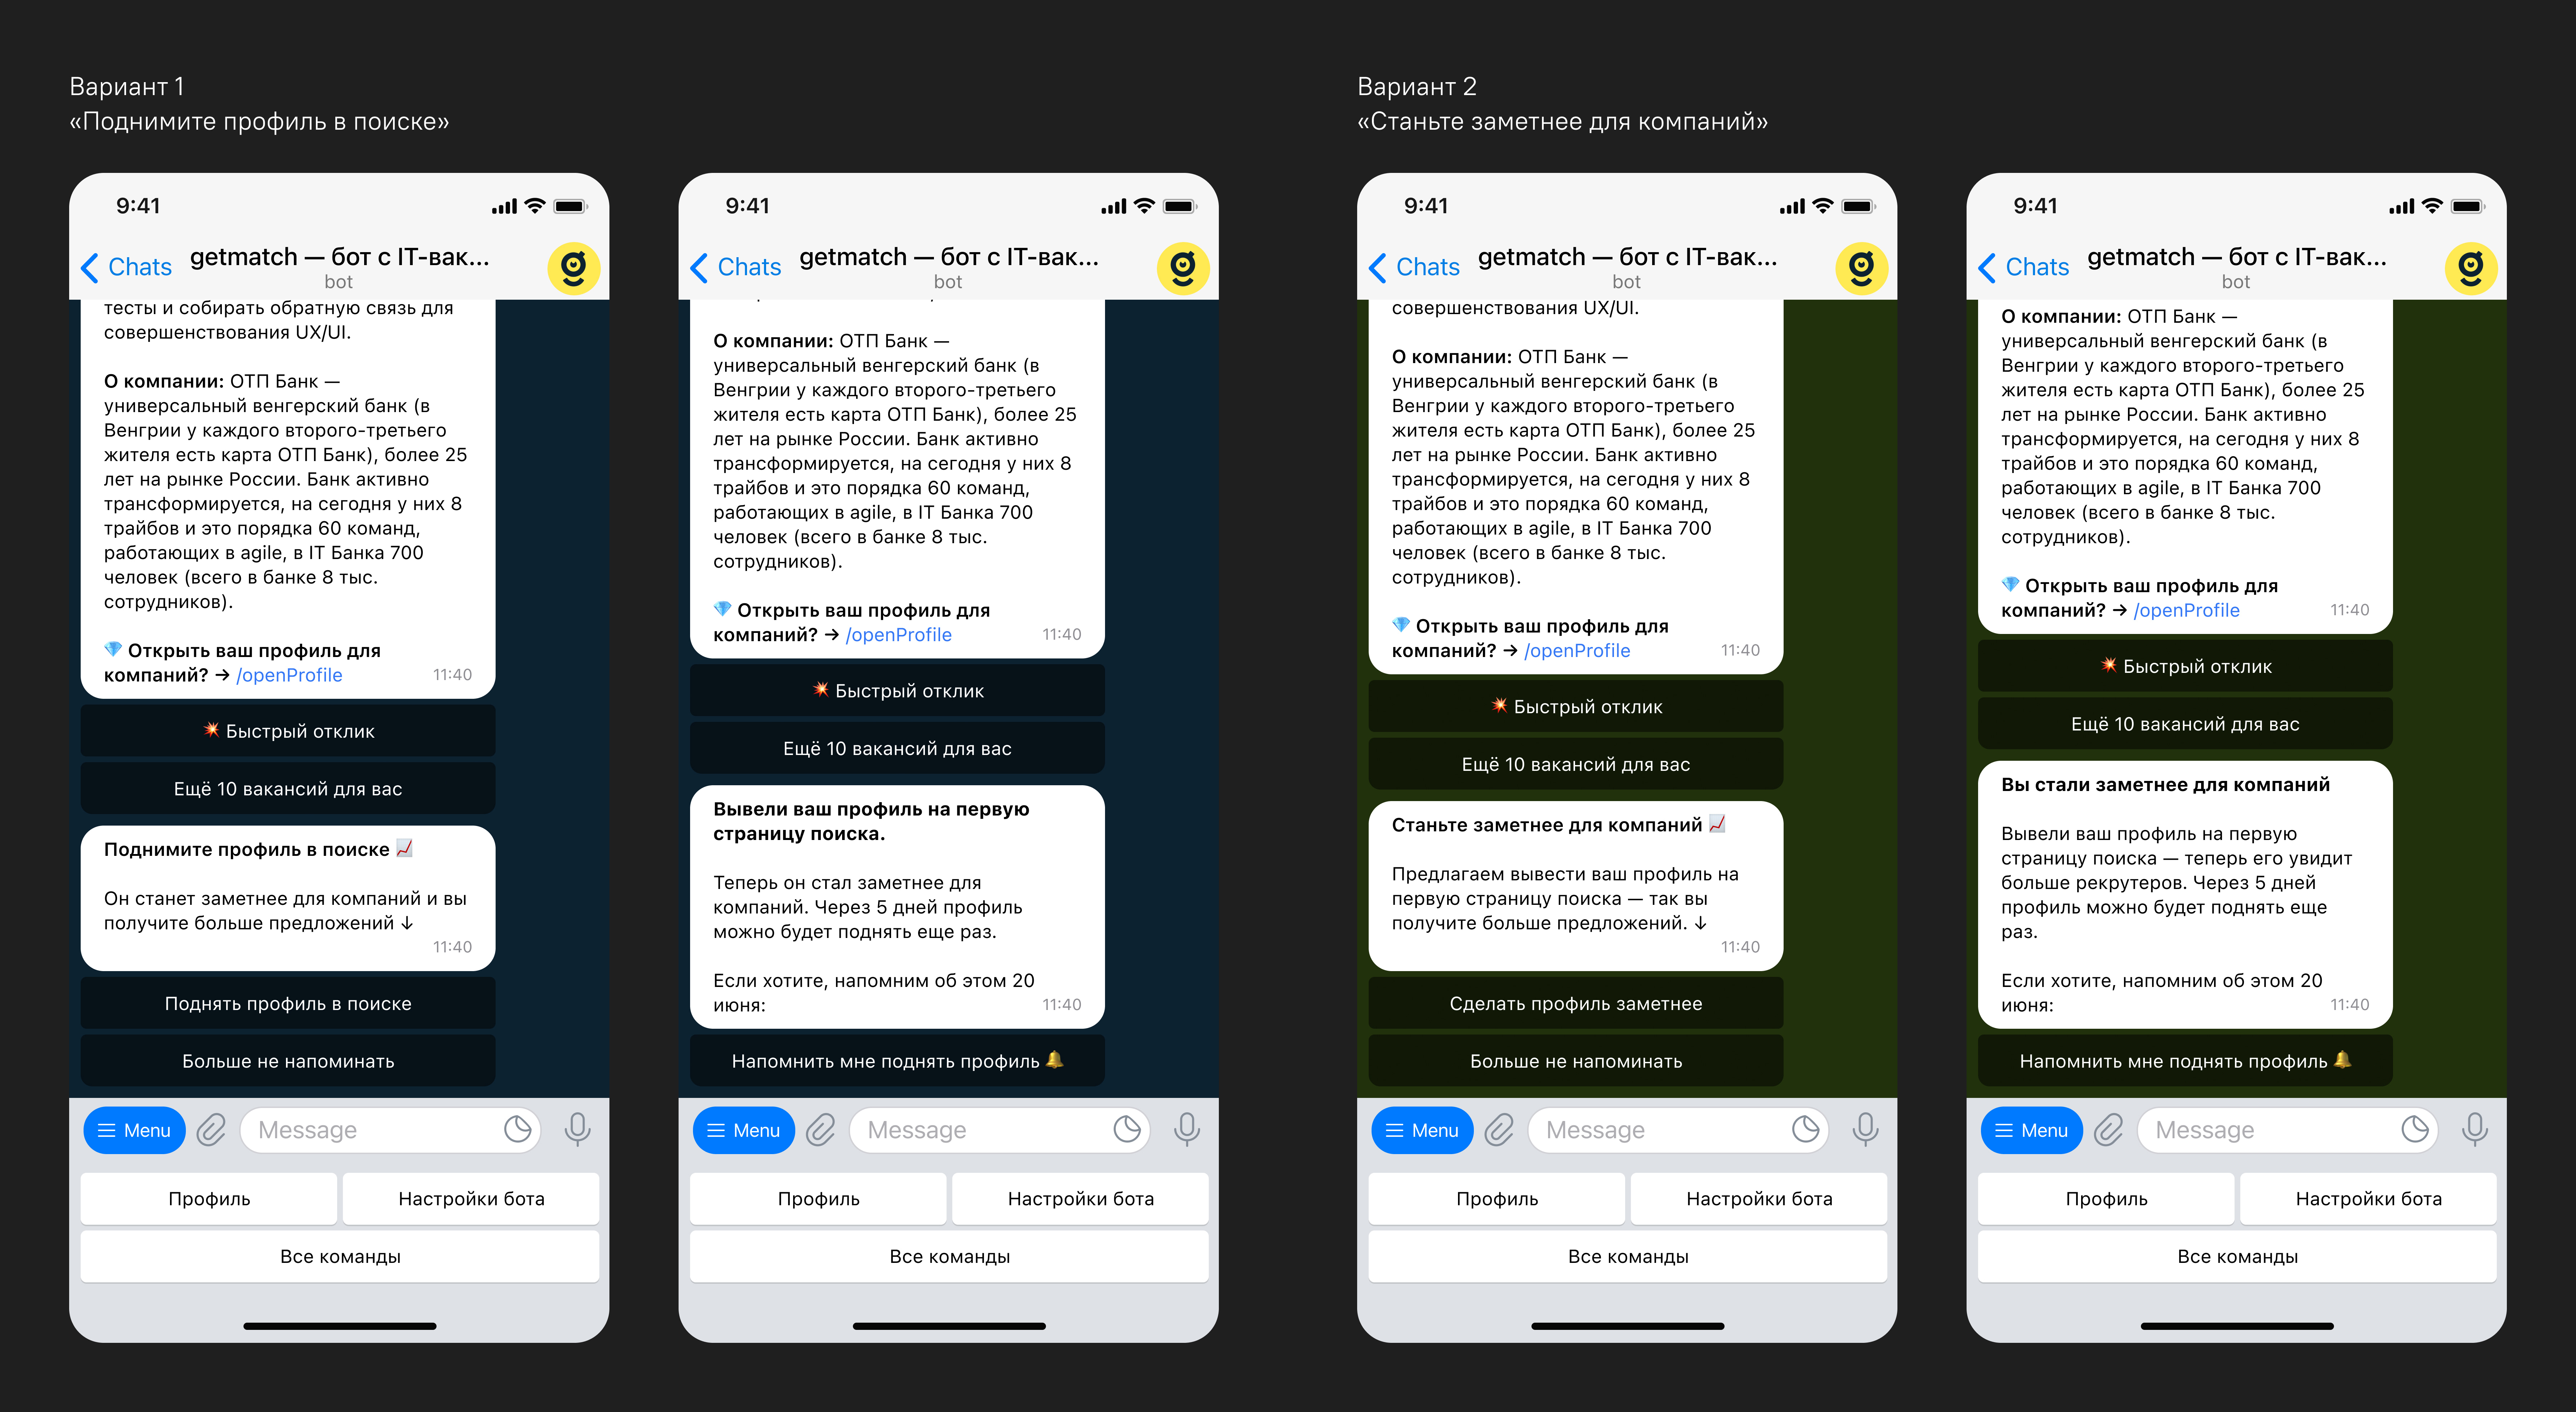 Вариант 1
«Поднимите профиль в поиске»
9:41
Chats
getmatch — бот с IT-вак...
bot
тесты и собирать обратную связь для
совершенствования UX/UI.
О компании: ОТП Банк —
универсальный венгерский банк (в
Венгрии у каждого второго-третьего
жителя есть карта ОТП Банк), более 25
лет на рынке России. Банк активно
трансформируется, на сегодня у них 8
трайбов и это порядка 60 команд,
работающих в agile, в IT Банка 700
человек (всего в банке 8 тыс.
сотрудников).
💎 Открыть ваш профиль для
компаний? → /openProfile 11:40
💥 Быстрый отклик
Ещё 10 вакансий для вас
Поднимите профиль в поиске 📈
Он станет заметнее для компаний и вы
получите больше предложений ↓
11:40
Поднять профиль в поиске
Больше не напоминать
Menu
Message
Профиль
Настройки бота
Все команды
9:41
Chats
getmatch — бот с IT-вак...
bot
О компании: ОТП Банк —
универсальный венгерский банк (в
Венгрии у каждого второго-третьего
жителя есть карта ОТП Банк), более 25
лет на рынке России. Банк активно
трансформируется, на сегодня у них 8
трайбов и это порядка 60 команд,
работающих в agile, в IT Банка 700
человек (всего в банке 8 тыс.
сотрудников).
💎 Открыть ваш профиль для
компаний? → /openProfile 11:40
💥 Быстрый отклик
Ещё 10 вакансий для вас
Вывели ваш профиль на первую
страницу поиска.
Теперь он стал заметнее для
компаний. Через 5 дней профиль
можно будет поднять еще раз.
Если хотите, напомним об этом 20
июня: 11:40
Напомнить мне поднять профиль 🔔
Menu
Message
Профиль
Настройки бота
Все команды
Вариант 2
«Станьте заметнее для компаний»
9:41
Chats
getmatch — бот с IT-вак...
bot
совершенствования UX/UI.
О компании: ОТП Банк —
универсальный венгерский банк (в
Венгрии у каждого второго-третьего
жителя есть карта ОТП Банк), более 25
лет на рынке России. Банк активно
трансформируется, на сегодня у них 8
трайбов и это порядка 60 команд,
работающих в agile, в IT Банка 700
человек (всего в банке 8 тыс.
сотрудников).
💎 Открыть ваш профиль для
компаний? → /openProfile 11:40
💥 Быстрый отклик
Ещё 10 вакансий для вас
Станьте заметнее для компаний 📈
Предлагаем вывести ваш профиль на
первую страницу поиска — так вы
получите больше предложений. ↓
11:40
Сделать профиль заметнее
Больше не напоминать
Menu
Message
Профиль
Настройки бота
Все команды
9:41
Chats
getmatch — бот с IT-вак...
bot
О компании: ОТП Банк —
универсальный венгерский банк (в
Венгрии у каждого второго-третьего
жителя есть карта ОТП Банк), более 25
лет на рынке России. Банк активно
трансформируется, на сегодня у них 8
трайбов и это порядка 60 команд,
работающих в agile, в IT Банка 700
человек (всего в банке 8 тыс.
сотрудников).
💎 Открыть ваш профиль для
компаний? → /openProfile 11:40
💥 Быстрый отклик
Ещё 10 вакансий для вас
Вы стали заметнее для компаний
Вывели ваш профиль на первую
страницу поиска — теперь его увидит
больше рекрутеров. Через 5 дней
профиль можно будет поднять еще
раз.
Если хотите, напомним об этом 20
июня: 11:40
Напомнить мне поднять профиль 🔔
Menu
Message
Профиль
Настройки бота
Все команды